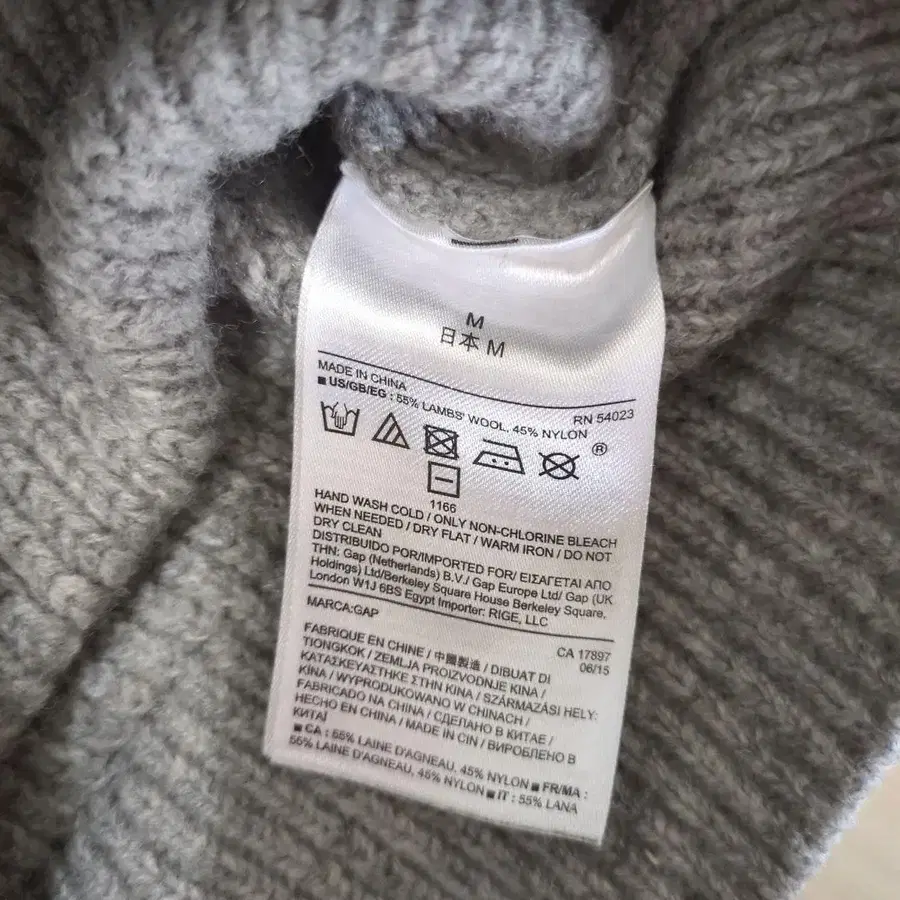 M
日本 M
MADE IN CHINA
RN 54023
■ US/GB/EG : 55% LAMBS' WOOL, 45% NYLON
®
1166
HAND WASH COLD / ONLY NON-CHLORINE BLEACH
WHEN NEEDED / DRY FLAT / WARM IRON / DO NOT
DRY CLEAN
DISTRIBUIDO POR/IMPORTED FOR/ ΕΙΣΑΓΕΤΑΙ ΑΠΟ
THN: Gap (Netherlands) B.V./ Gap Europe Ltd/ Gap (UK
Holdings) Ltd/Berkeley Square House Berkeley Square,
London W1J 6BS Egypt Importer: RIGE, LLC
MARCA:GAP
CA 17897
06/15
FABRIQUE EN CHINE / 中國製造 / DIBUAT DI
TIONGKOK / ZEMLJA PROIZVODNJE KINA /
ΚΑΤΑΣΚΕΥΑΣΤΗΚΕ ΣΤΗΝ ΚΙΝΑ / SZÁRMAZÁSI HELY:
KÍNA / WYPRODUKOWANO W CHINACH /
FABRICADO NA CHINA / СДЕЛАНО В КИТАЕ /
HECHO EN CHINA / MADE IN CIN / ВИРОБЛЕНО В
КИТАЇ
■ CA : 55% LAINE D'AGNEAU, 45% NYLON ■ FR/MA :
55% LAINE D'AGNEAU, 45% NYLON ■ IT : 55% LANA